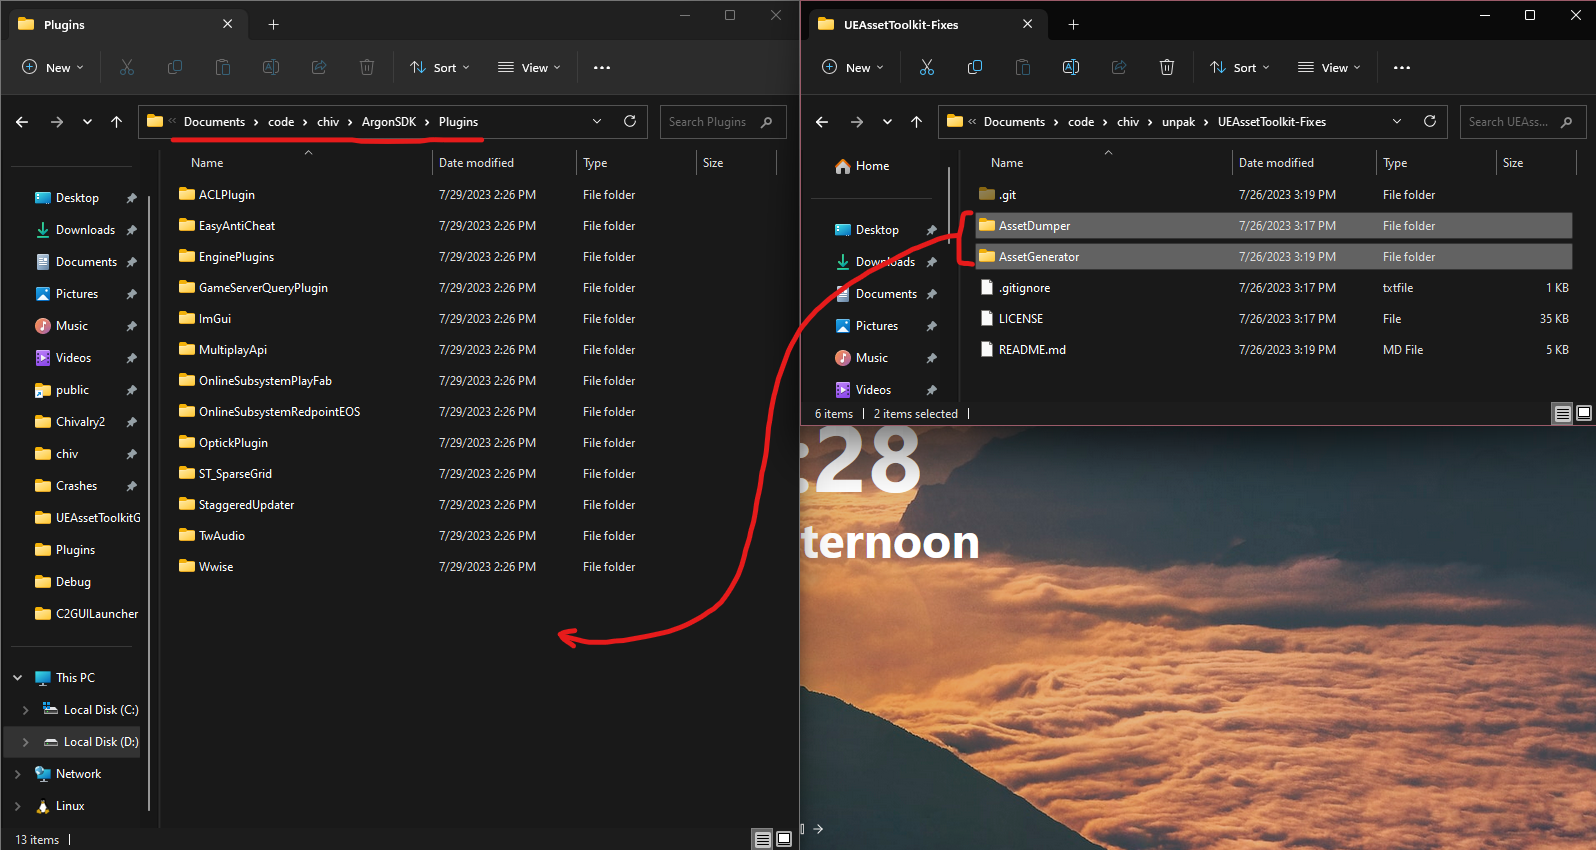 Plugins
New
Sort
View
Documents > code > chiv > ArgonSDK > Plugins
Search Plugins
Name Date modified Type Size
Desktop
Downloads
Documents
Pictures
Music
Videos
public
Chivalry2
chiv
Crashes
UEAssetToolkitG
Plugins
Debug
C2GUILauncher
This PC
Local Disk (C:)
Local Disk (D:)
Network
Linux
ACLPlugin 7/29/2023 2:26 PM File folder
EasyAntiCheat 7/29/2023 2:26 PM File folder
EnginePlugins 7/29/2023 2:26 PM File folder
GameServerQueryPlugin 7/29/2023 2:26 PM File folder
ImGui 7/29/2023 2:26 PM File folder
MultiplayApi 7/29/2023 2:26 PM File folder
OnlineSubsystemPlayFab 7/29/2023 2:26 PM File folder
OnlineSubsystemRedpointEOS 7/29/2023 2:26 PM File folder
OptickPlugin 7/29/2023 2:26 PM File folder
ST_SparseGrid 7/29/2023 2:26 PM File folder
StaggeredUpdater 7/29/2023 2:26 PM File folder
TwAudio 7/29/2023 2:26 PM File folder
Wwise 7/29/2023 2:26 PM File folder
13 items
UEAssetToolkit-Fixes
New
Sort
View
Documents > code > chiv > unpak > UEAssetToolkit-Fixes
Search UEAss...
Name Date modified Type Size
Home
Desktop
Downloads
Documents
Pictures
Music
Videos
.git 7/26/2023 3:19 PM File folder
AssetDumper 7/26/2023 3:17 PM File folder
AssetGenerator 7/26/2023 3:19 PM File folder
.gitignore 7/26/2023 3:17 PM txtfile 1 KB
LICENSE 7/26/2023 3:17 PM File 35 KB
README.md 7/26/2023 3:19 PM MD File 5 KB
6 items 2 items selected
:28
ternoon